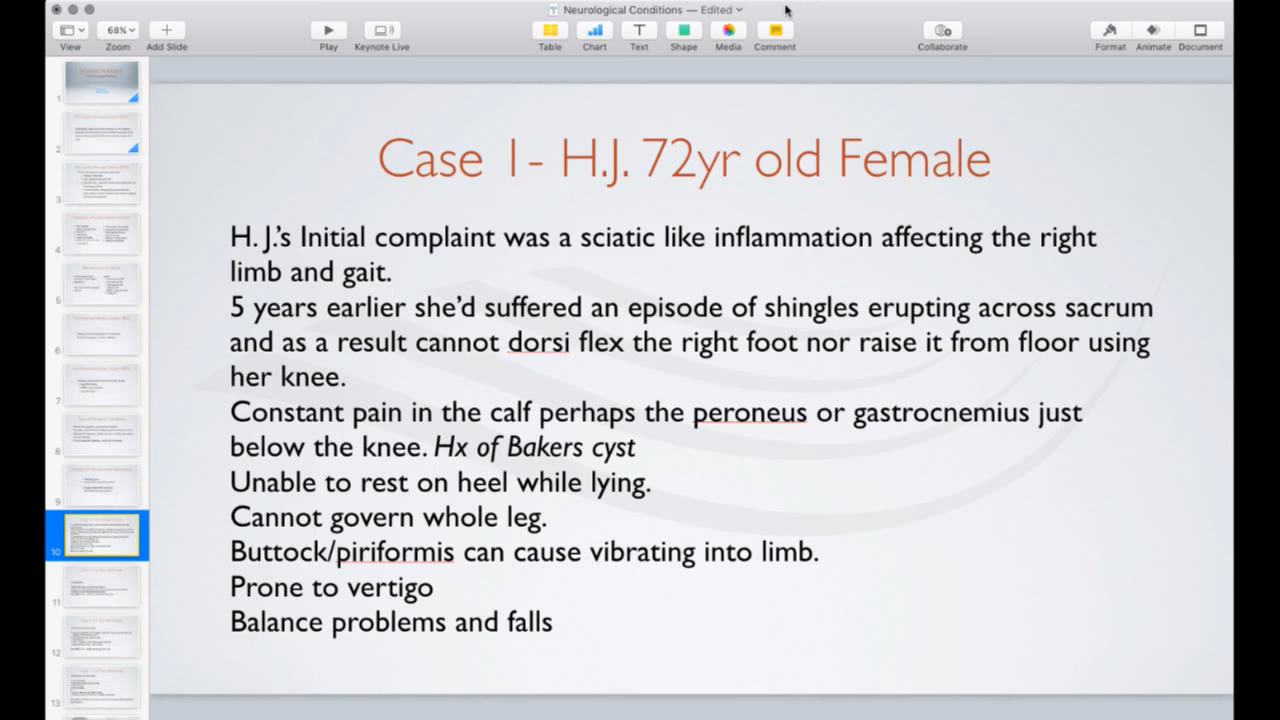 Neurological Conditions — Edited
68%
View
Zoom
Add Slide
Play
Keynote Live
Table
Chart
Text
Shape
Media
Comment
Collaborate
Format
Animate
Document
1
2
3
4
5
6
7
8
9
10
11
12
13
Case 1- H.J. 72yr old Female
H. J.'s Initial complaint was a sciatic like inflammation affecting the right
limb and gait.
5 years earlier she'd suffered an episode of shingles erupting across sacrum
and as a result cannot dorsi flex the right foot nor raise it from floor using
her knee.
Constant pain in the calf perhaps the peroneus or gastrocnemius just
below the knee. Hx of Bakers cyst
Unable to rest on heel while lying.
Cannot govern whole leg.
Buttock/piriformis can cause vibrating into limb.
Prone to vertigo
Balance problems and falls